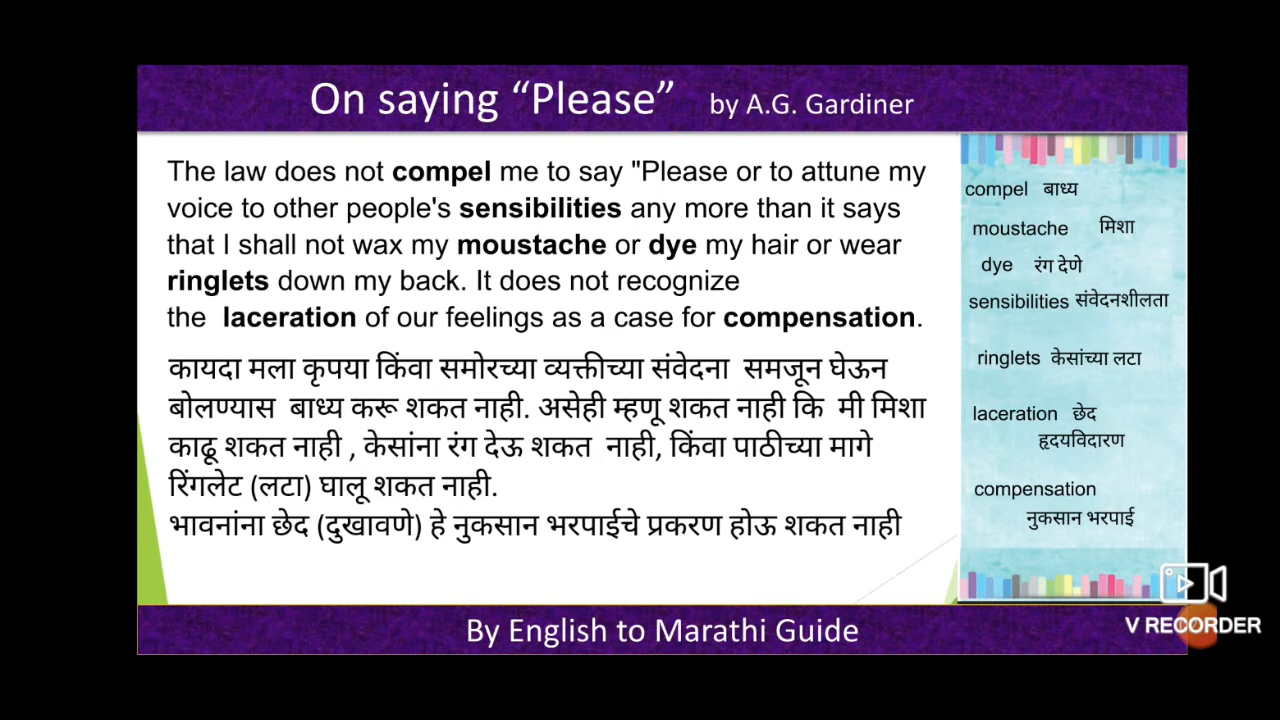 On saying “Please” by A.G. Gardiner
The law does not compel me to say "Please or to attune my
voice to other people's sensibilities any more than it says
that I shall not wax my moustache or dye my hair or wear
ringlets down my back. It does not recognize
the laceration of our feelings as a case for compensation.
कायदा मला कृपया किंवा समोरच्या व्यक्तीच्या संवेदना समजून घेऊन
बोलण्यास बाध्य करू शकत नाही. असेही म्हणू शकत नाही कि मी मिशा
काढू शकत नाही , केसांना रंग देऊ शकत नाही, किंवा पाठीच्या मागे
रिंगलेट (लटा) घालू शकत नाही.
भावनांना छेद (दुखावणे) हे नुकसान भरपाईचे प्रकरण होऊ शकत नाही
compel बाध्य
moustache मिशा
dye रंग देणे
sensibilities संवेदनशीलता
ringlets केसांच्या लटा
laceration छेद
हृदयविदारण
compensation
नुकसान भरपाई
By English to Marathi Guide
V RECORDER